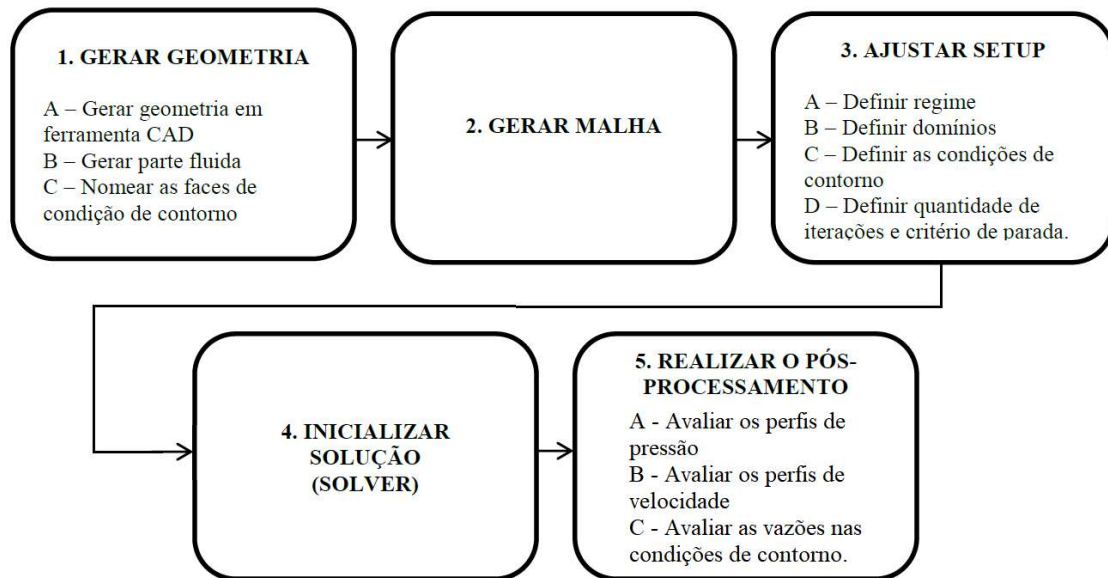 1. GERAR GEOMETRIA
A – Gerar geometria em
ferramenta CAD
B – Gerar parte fluida
C – Nomear as faces de
condição de contorno
2. GERAR MALHA
3. AJUSTAR SETUP
A – Definir regime
B – Definir domínios
C – Definir as condições de
contorno
D – Definir quantidade de
iterações e critério de parada.
4. INICIALIZAR
SOLUÇÃO
(SOLVER)
5. REALIZAR O PÓS-
PROCESSAMENTO
A - Avaliar os perfis de
pressão
B - Avaliar os perfis de
velocidade
C - Avaliar as vazões nas
condições de contorno.